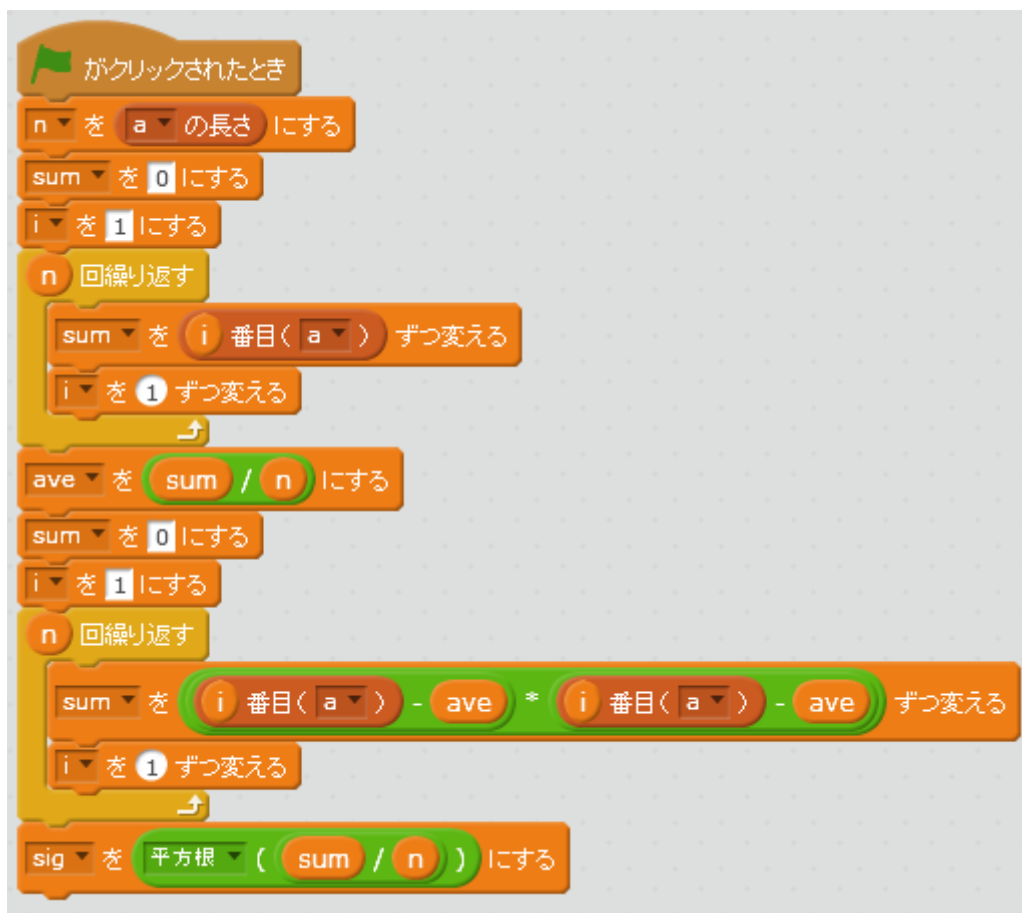 がクリックされたとき
n を a の長さ にする
sum を 0 にする
i を 1 にする
n 回繰り返す
sum を i 番目( a ) ずつ変える
i を 1 ずつ変える
ave を sum / n にする
sum を 0 にする
i を 1 にする
n 回繰り返す
sum を i 番目( a ) - ave * i 番目( a ) - ave ずつ変える
i を 1 ずつ変える
sig を 平方根 ( sum / n ) にする